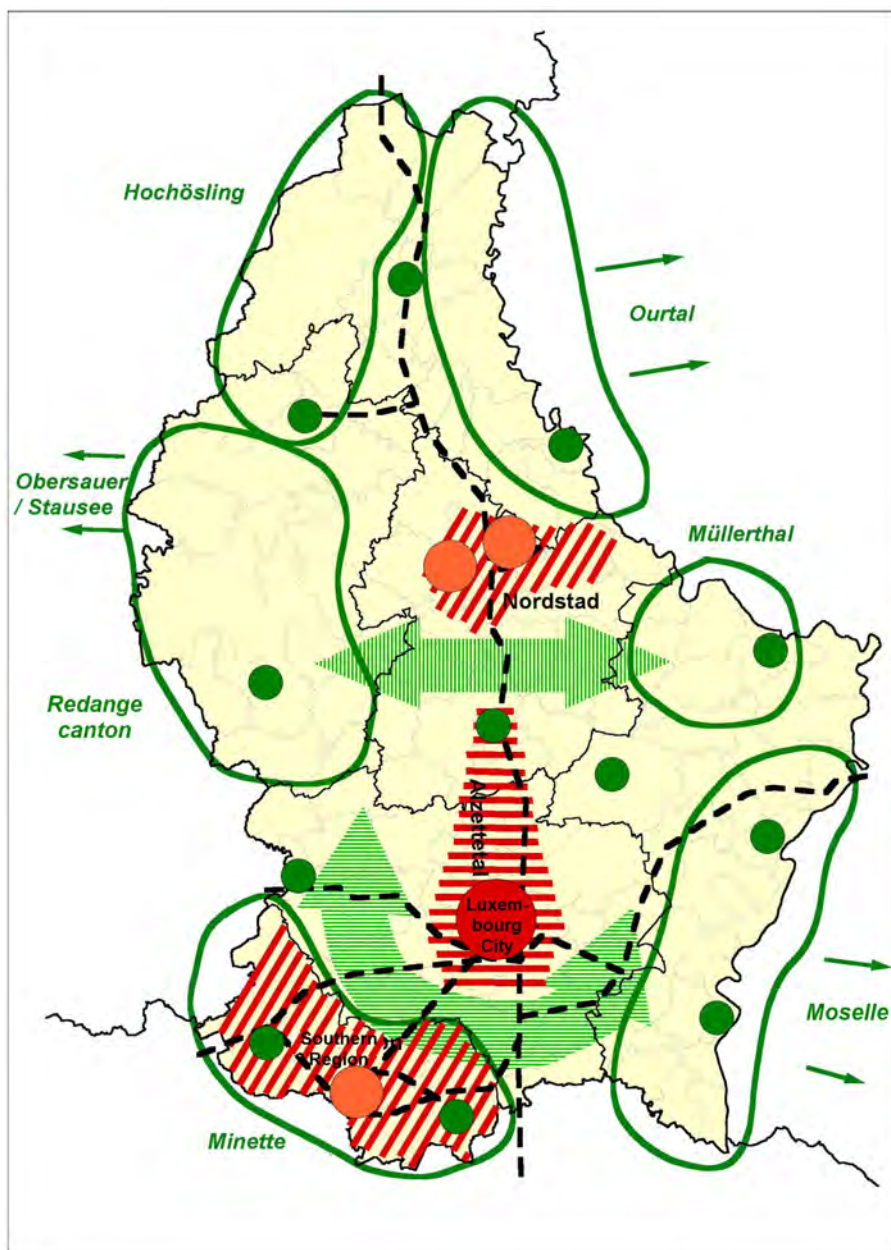 Hochösling
Ourtal
Obersauer
/ Stausee
Müllerthal
Nordstad
Redange
canton
Alzettetal
Luxem-
bourg
City
Moselle
Southern
Region
Minette